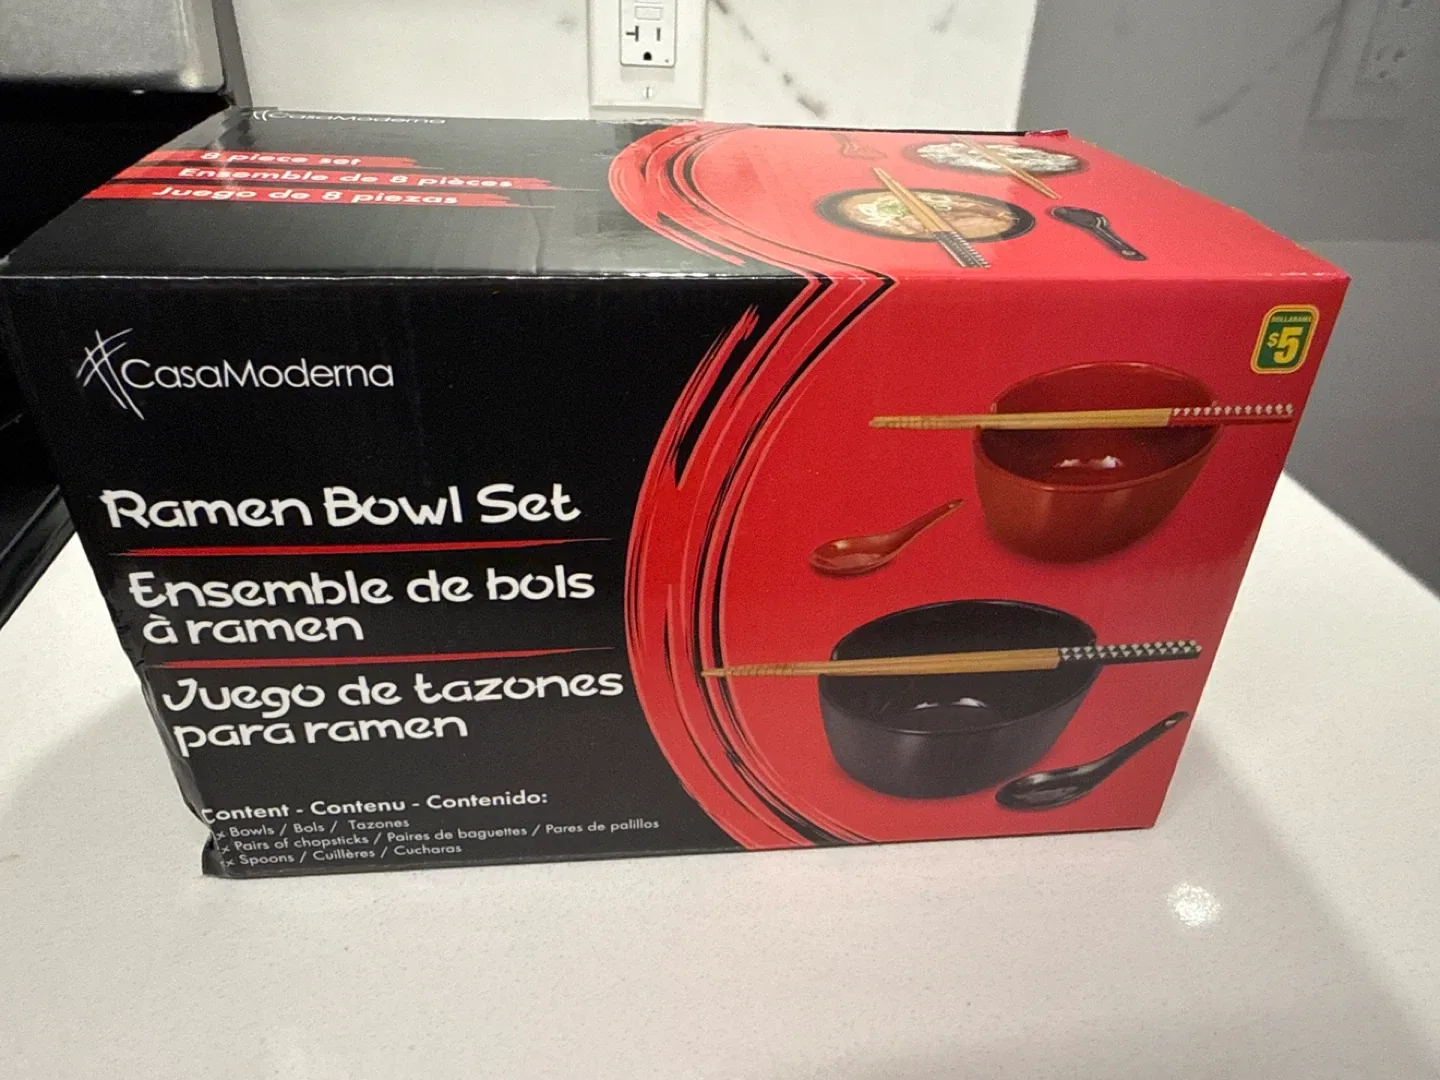 CasaModerna
8 piece set
Ensemble de 8 pièces
Juego de 8 piezas
CasaModerna
DOLLARAMA
$5
Ramen Bowl Set
Ensemble de bols
à ramen
Juego de tazones
para ramen
Content - Contenu - Contenido:
x Bowls / Bols / Tazones
x Pairs of chopsticks / Paires de baguettes / Pares de palillos
x Spoons / Cuillères / Cucharas